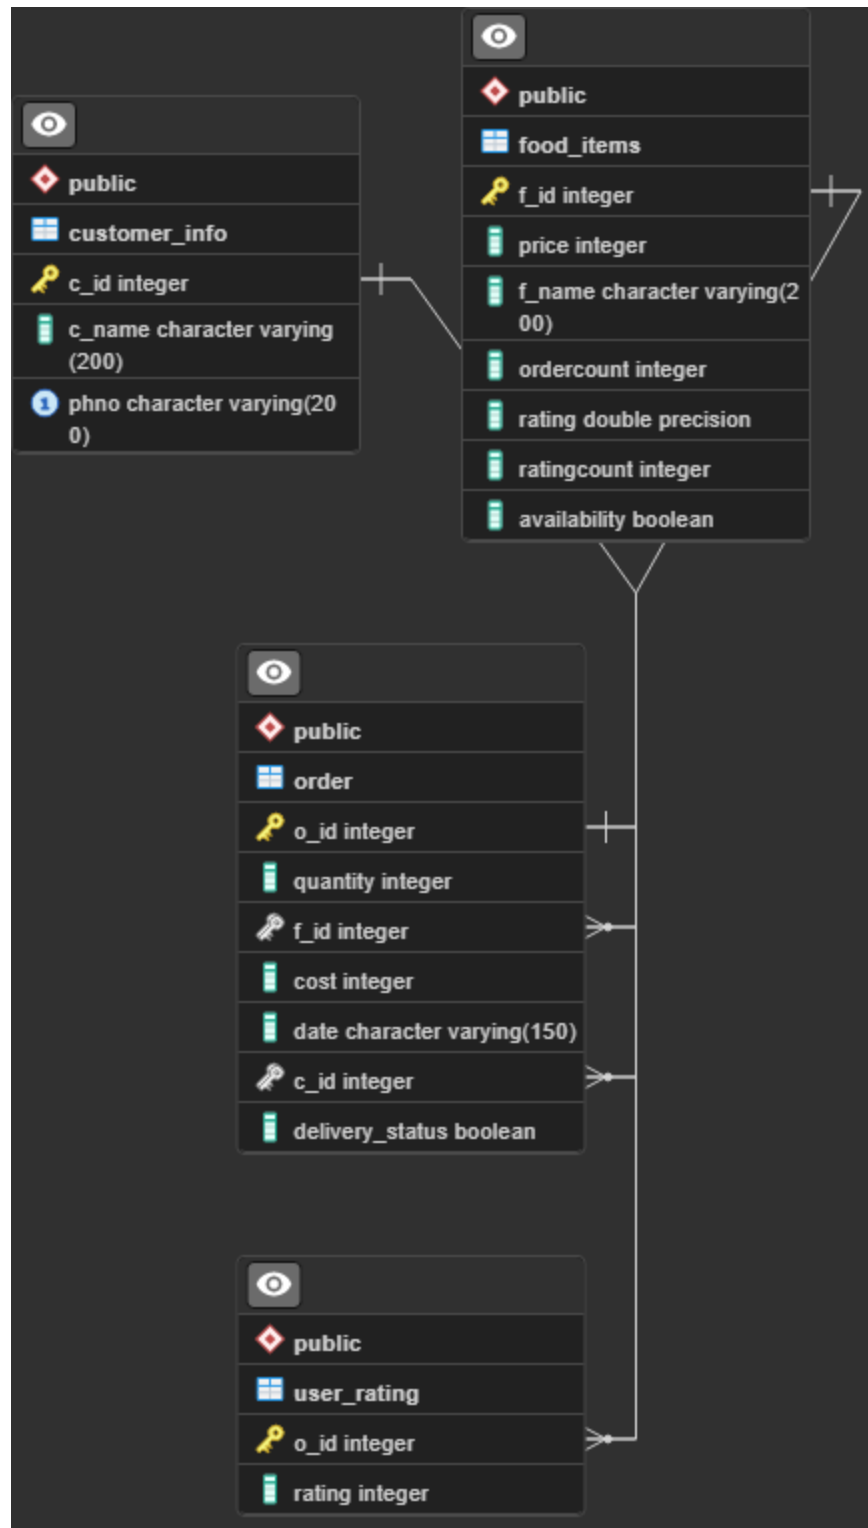 public
customer_info
c_id integer
c_name character varying
(200)
1 phno character varying(20
0)
public
food_items
f_id integer
price integer
f_name character varying(2
00)
ordercount integer
rating double precision
ratingcount integer
availability boolean
public
order
o_id integer
quantity integer
f_id integer
cost integer
date character varying(150)
c_id integer
delivery_status boolean
public
user_rating
o_id integer
rating integer